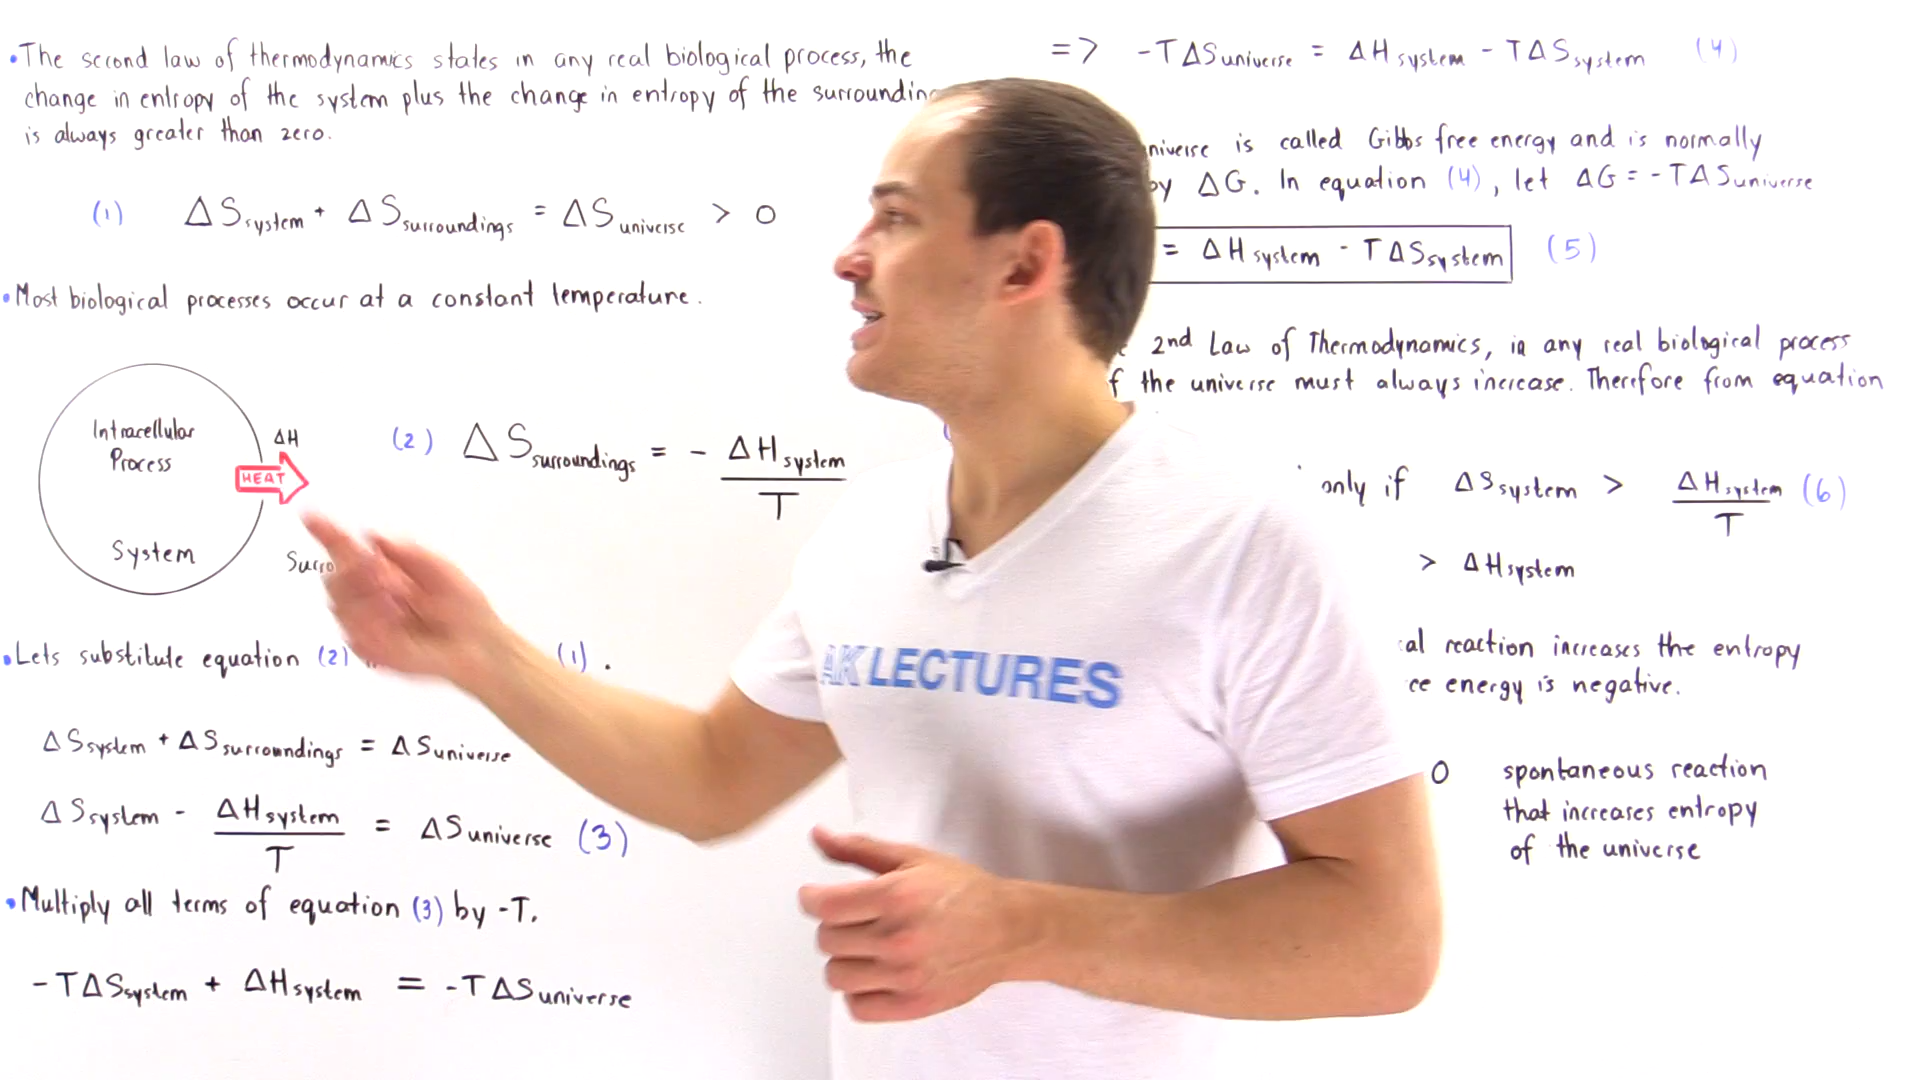 •The second law of thermodynamics states in any real biological process, the
change in entropy of the system plus the change in entropy of the
is always greater than zero.
(1) ΔSsystem + ΔSsurroundings = ΔSuniverse > 0
•Most biological processes occur at a constant temperature.
Intracellular
Process
System
ΔH
HEAT
(2) ΔSsurroundings = - ΔHsystem / T
•Lets substitute equation (2) (1).
ΔSsystem + ΔSsurroundings = ΔSuniverse
ΔSsystem - ΔHsystem / T = ΔSuniverse (3)
•Multiply all terms of equation (3) by -T.
-TΔSsystem + ΔHsystem = -TΔSuniverse
=> -TΔSuniverse = ΔHsystem - TΔSsystem (4)
is called Gibbs free energy and is normally
by ΔG. In equation (4), let ΔG = -TΔSuniverse
= ΔHsystem - TΔSsystem (5)
2nd Law of Thermodynamics, in any real biological process
the universe must always increase. Therefore from equation
only if ΔSsystem > ΔHsystem / T (6)
> ΔHsystem
reaction increases the entropy
energy is negative.
0 spontaneous reaction
that increases entropy
of the universe
AK LECTURES